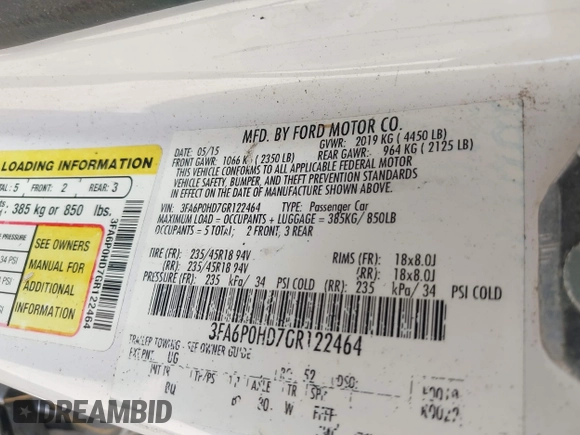 MFD. BY FORD MOTOR CO.
DATE: 05/15
GVWR: 2019 KG ( 4450 LB)
FRONT GAWR: 1066 K ( 2350 LB)
REAR GAWR: 964 KG ( 2125 LB)
THIS VEHICLE CONFORMS TO ALL APPLICABLE FEDERAL MOTOR
VEHICLE SAFETY, BUMPER, AND THEFT PREVENTION STANDARDS
IN EFFECT ON THE DATE OF MANUFACTURE SHOWN ABOVE.
VIN: 3FA6P0HD7GR122464 TYPE: Passenger Car
MAXIMUM LOAD = OCCUPANTS + LUGGAGE = 385KG/ 850LB
OCCUPANTS = 5 TOTAL; 2 FRONT, 3 REAR
TIRE (FR): 235/45R18 94V RIMS (FR): 18x8.0J
(RR): 235/45R18 94V (RR): 18x8.0J
PRESSURE (FR): 235 kPa/ 34 PSI COLD
(RR): 235 kPa/ 34 PSI COLD
3FA6P0HD7GR122464
TRAILER TOWING - SEE OWNER GUIDE
LOADING INFORMATION
: 5 FRONT: 2 REAR: 3
385 kg or 850 lbs.
PRESSURE
34 PSI
SEE OWNERS
MANUAL FOR
ADDITIONAL
INFORMATION
3FA6P0HD7GR122464
DREAMBID